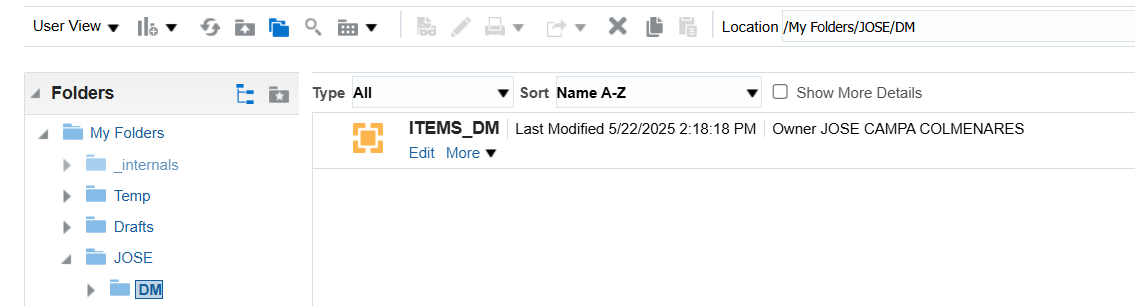 User View Location /My Folders/JOSE/DM
Folders
Type All Sort Name A-Z Show More Details
My Folders
ITEMS_DM Last Modified 5/22/2025 2:18:18 PM Owner JOSE CAMPA COLMENARES
Edit More
_internals
Temp
Drafts
JOSE
DM